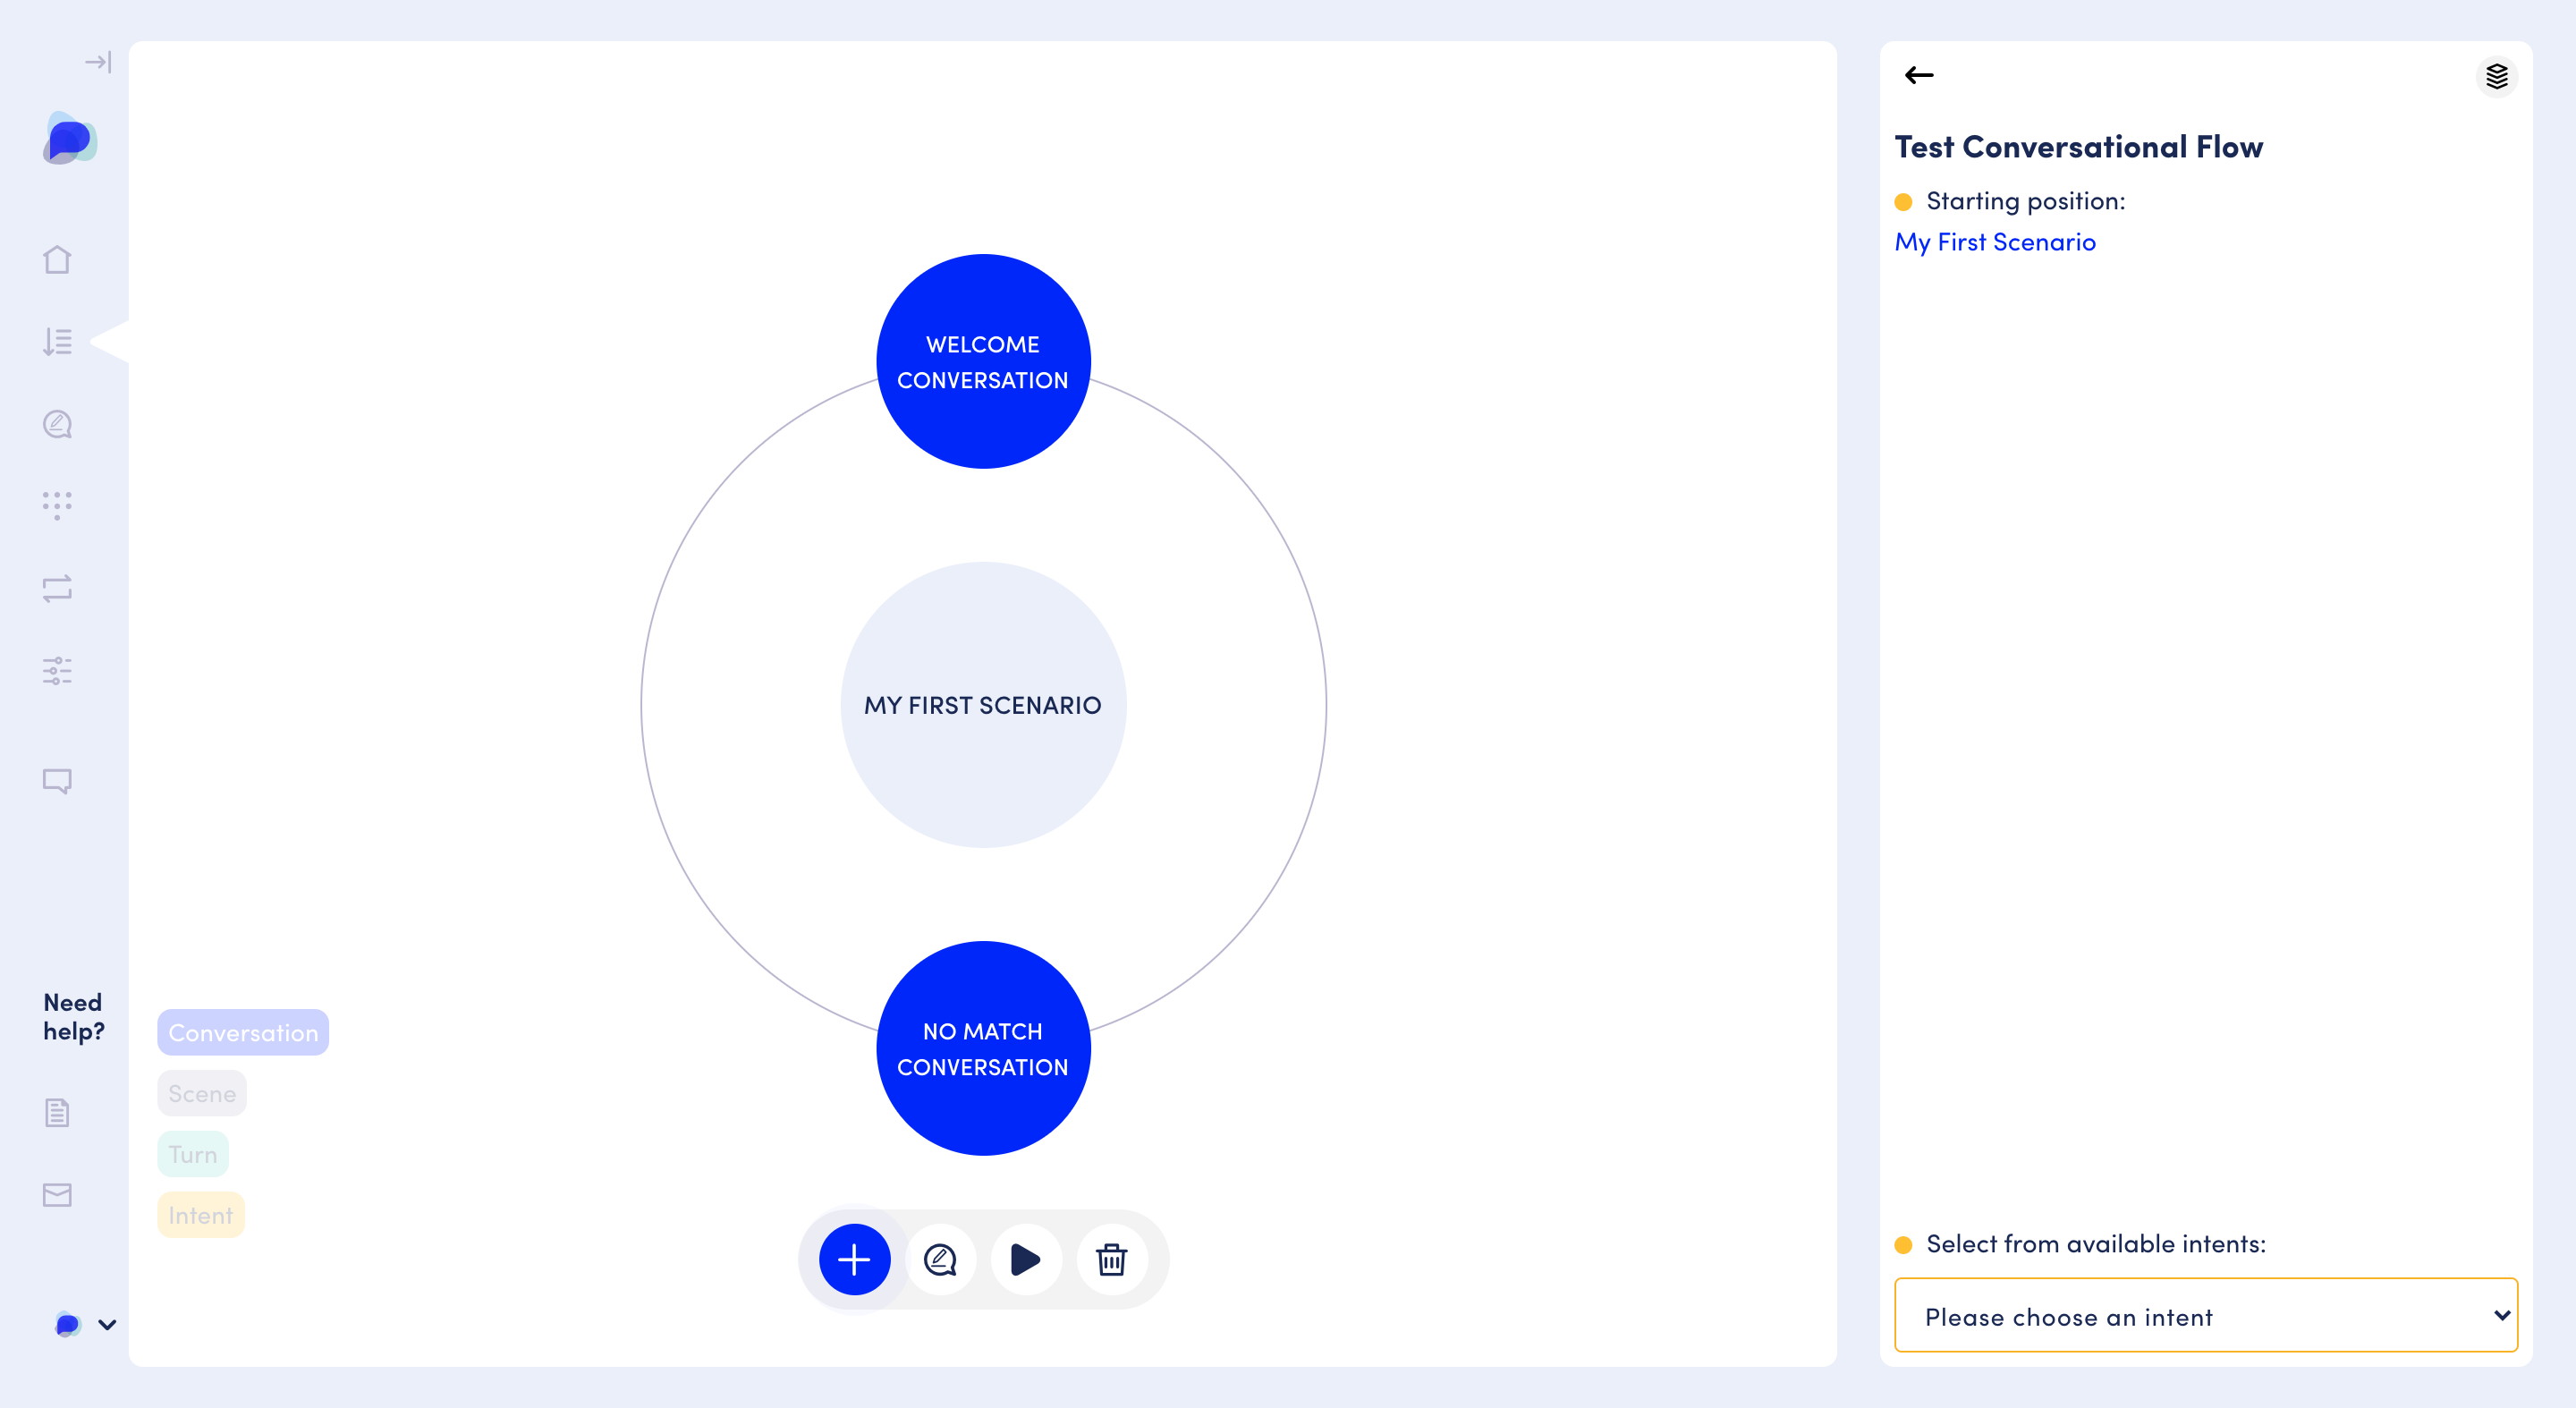 Need
help?
WELCOME
CONVERSATION
MY FIRST SCENARIO
NO MATCH
CONVERSATION
Conversation
Scene
Turn
Intent
Test Conversational Flow
Starting position:
My First Scenario
Select from available intents:
Please choose an intent